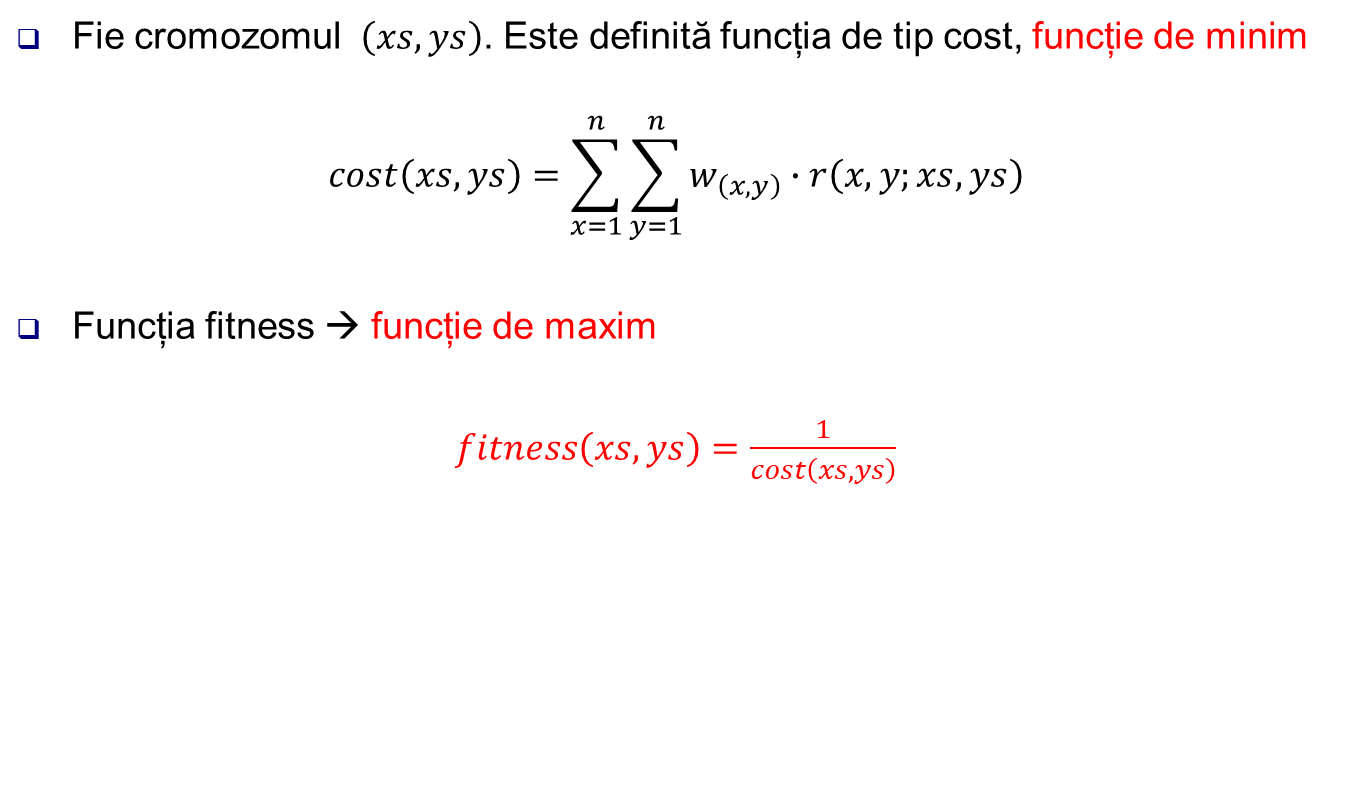 ❑ Fie cromozomul (xs, ys). Este definită funcția de tip cost, funcție de minim
cost(xs, ys) = ∑_{x=1}^{n} ∑_{y=1}^{n} w_{(x,y)} · r(x, y; xs, ys)
❑ Funcția fitness → funcție de maxim
fitness(xs, ys) = \frac{1}{cost(xs,ys)}